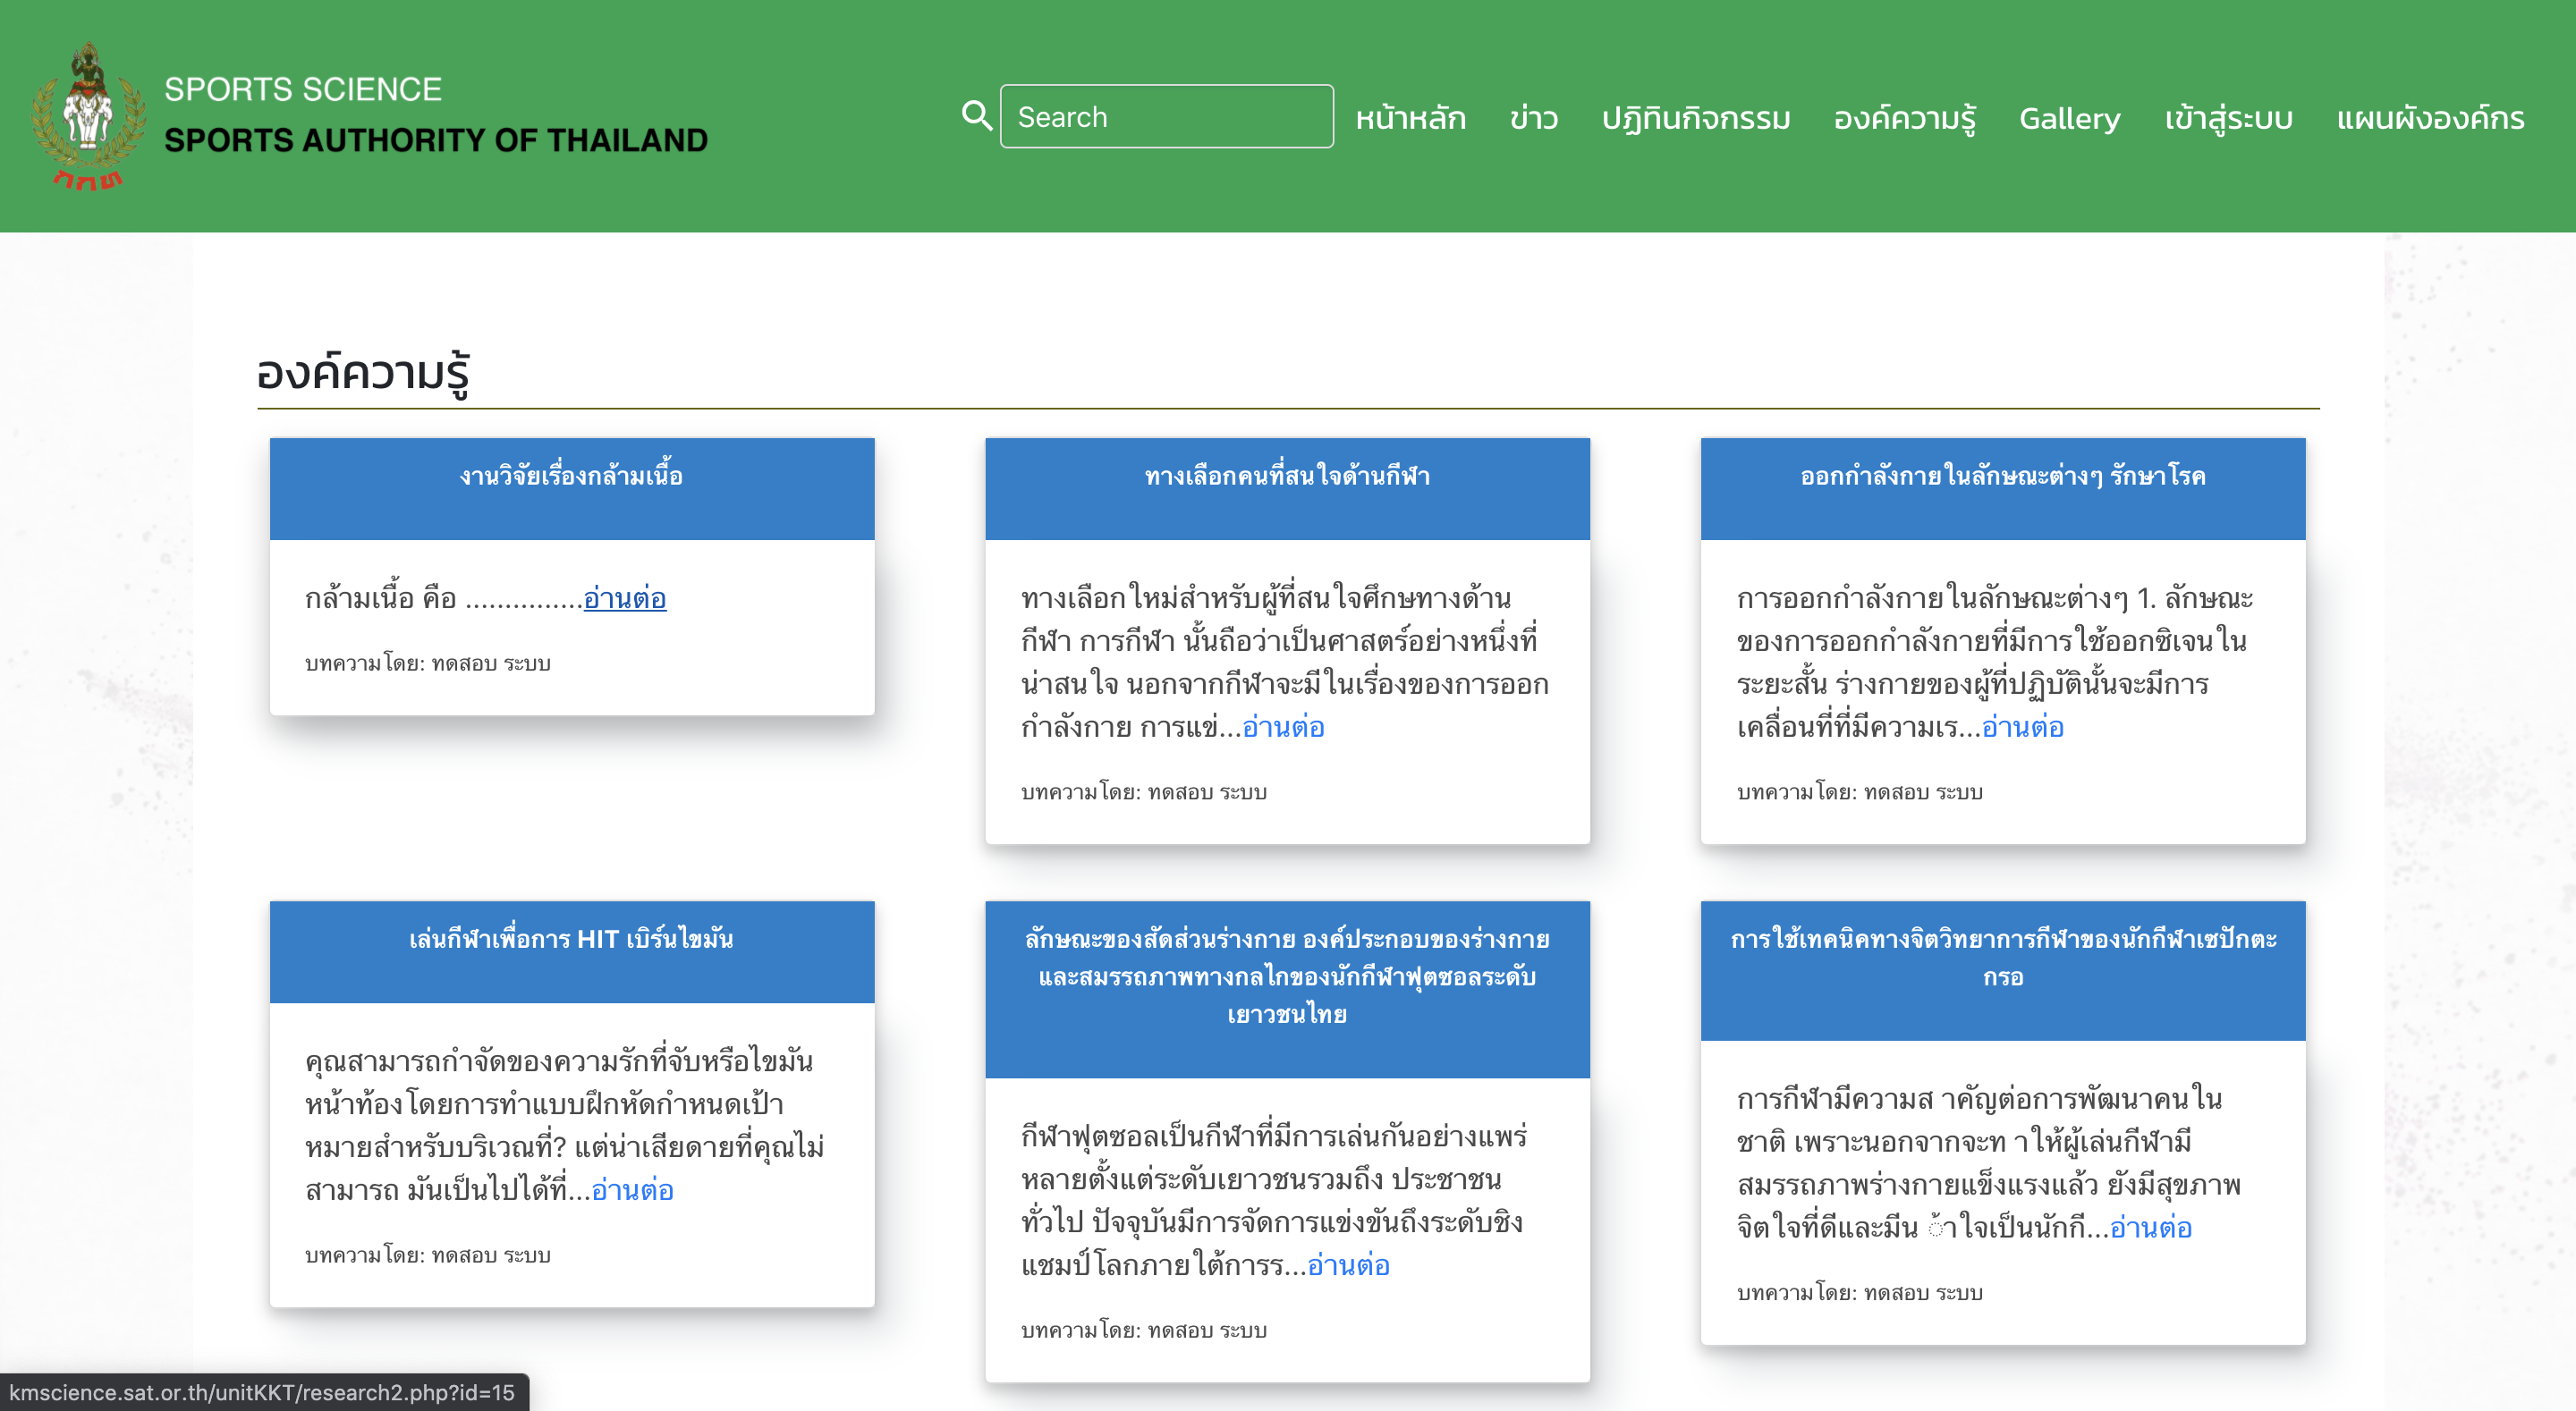 SPORTS SCIENCE
SPORTS AUTHORITY OF THAILAND
กกท
Search
หน้าหลัก ข่าว ปฏิทินกิจกรรม องค์ความรู้ Gallery เข้าสู่ระบบ แผนผังองค์กร
องค์ความรู้
งานวิจัยเรื่องกล้ามเนื้อ
กล้ามเนื้อ คือ ...............อ่านต่อ
บทความโดย: ทดสอบ ระบบ
ทางเลือกคนที่สนใจด้านกีฬา
ทางเลือกใหม่สำหรับผู้ที่สนใจศึกษทางด้าน
กีฬา การกีฬา นั้นถือว่าเป็นศาสตร์อย่างหนึ่งที่
น่าสนใจ นอกจากกีฬาจะมีในเรื่องของการออก
กำลังกาย การแข่...อ่านต่อ
บทความโดย: ทดสอบ ระบบ
ออกกำลังกายในลักษณะต่างๆ รักษาโรค
การออกกำลังกายในลักษณะต่างๆ 1. ลักษณะ
ของการออกกำลังกายที่มีการใช้ออกซิเจนใน
ระยะสั้น ร่างกายของผู้ที่ปฏิบัตินั้นจะมีการ
เคลื่อนที่ที่มีความเร...อ่านต่อ
บทความโดย: ทดสอบ ระบบ
เล่นกีฬาเพื่อการ HIT เบิร์นไขมัน
คุณสามารถกำจัดของความรักที่จับหรือไขมัน
หน้าท้องโดยการทำแบบฝึกหัดกำหนดเป้า
หมายสำหรับบริเวณที่? แต่น่าเสียดายที่คุณไม่
สามารถ มันเป็นไปได้ที่...อ่านต่อ
บทความโดย: ทดสอบ ระบบ
ลักษณะของสัดส่วนร่างกาย องค์ประกอบของร่างกาย
และสมรรถภาพทางกลไกของนักกีฬาฟุตซอลระดับ
เยาวชนไทย
กีฬาฟุตซอลเป็นกีฬาที่มีการเล่นกันอย่างแพร่
หลายตั้งแต่ระดับเยาวชนรวมถึง ประชาชน
ทั่วไป ปัจจุบันมีการจัดการแข่งขันถึงระดับชิง
แชมป์โลกภายใต้การร...อ่านต่อ
บทความโดย: ทดสอบ ระบบ
การใช้เทคนิคทางจิตวิทยาการกีฬาของนักกีฬาเซปักตะ
กรอ
การกีฬามีความส าคัญต่อการพัฒนาคนใน
ชาติ เพราะนอกจากจะท าให้ผู้เล่นกีฬามี
สมรรถภาพร่างกายแข็งแรงแล้ว ยังมีสุขภาพ
จิตใจที่ดีและมีน ้าใจเป็นนักกี...อ่านต่อ
บทความโดย: ทดสอบ ระบบ
kmscience.sat.or.th/unitKKT/research2.php?id=15